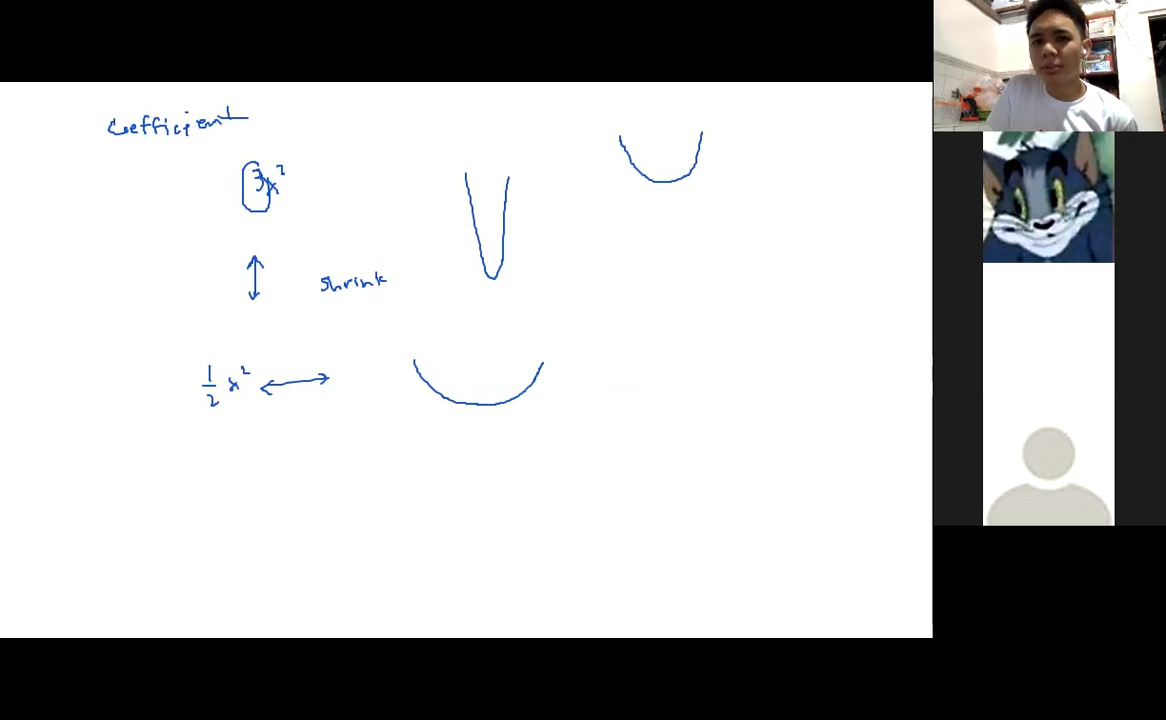 Coefficient
3x²
shrink
1/2 x²